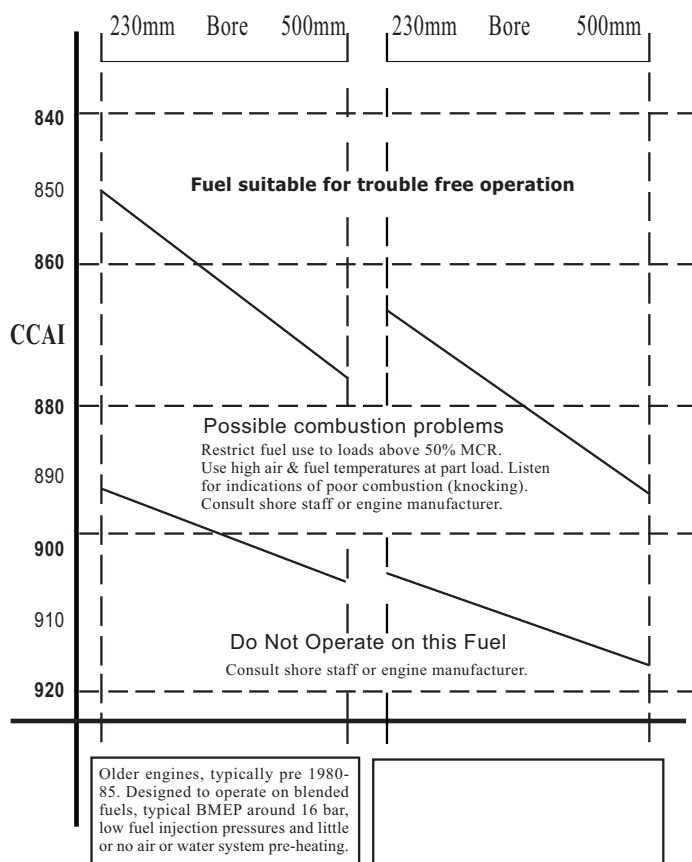 230mm Bore 500mm 230mm Bore 500mm
840
Fuel suitable for trouble free operation
850
860
CCAI
880
Possible combustion problems
Restrict fuel use to loads above 50% MCR.
Use high air & fuel temperatures at part load. Listen
for indications of poor combustion (knocking).
Consult shore staff or engine manufacturer.
890
900
910
Do Not Operate on this Fuel
Consult shore staff or engine manufacturer.
920
Older engines, typically pre 1980-
85. Designed to operate on blended
fuels, typical BMEP around 16 bar,
low fuel injection pressures and little
or no air or water system pre-heating.